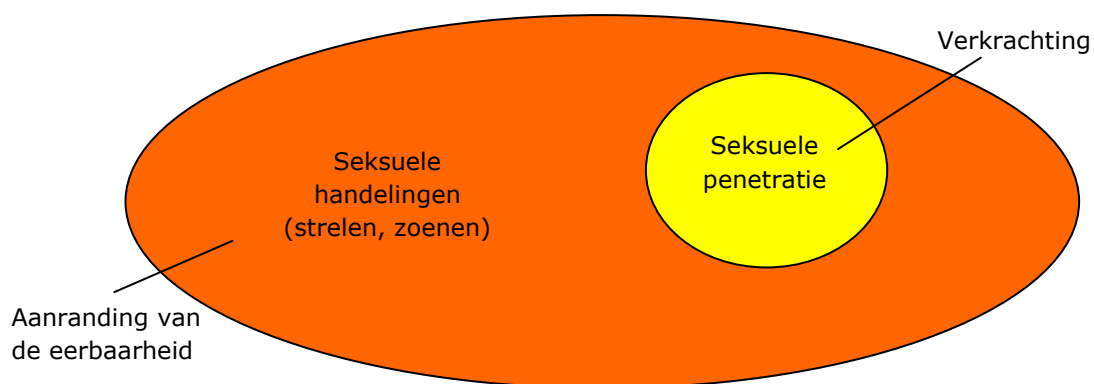 Verkrachting
Seksuele
penetratie
Seksuele
handelingen
(strelen, zoenen)
Aanranding van
de eerbaarheid